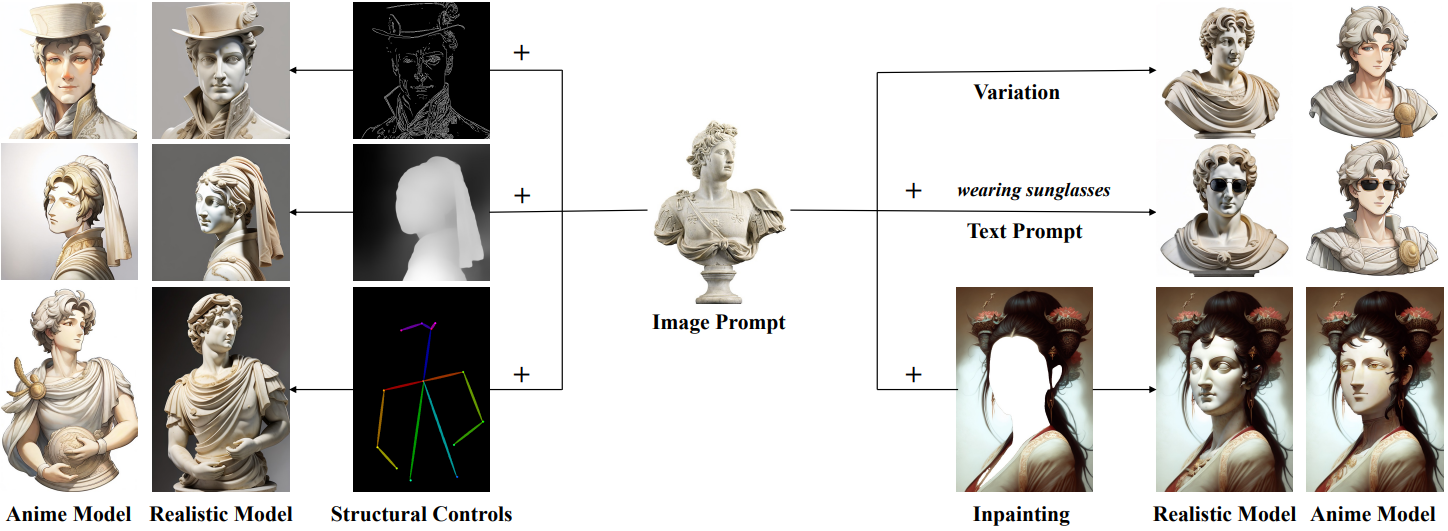 +
Variation
+ wearing sunglasses
Text Prompt
+
Image Prompt
+
+
Anime Model Realistic Model Structural Controls Inpainting Realistic Model Anime Model